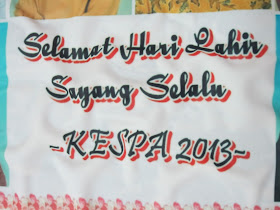 Selamat Hari Lahir
Sayang Selalu
-KESPA 2013-